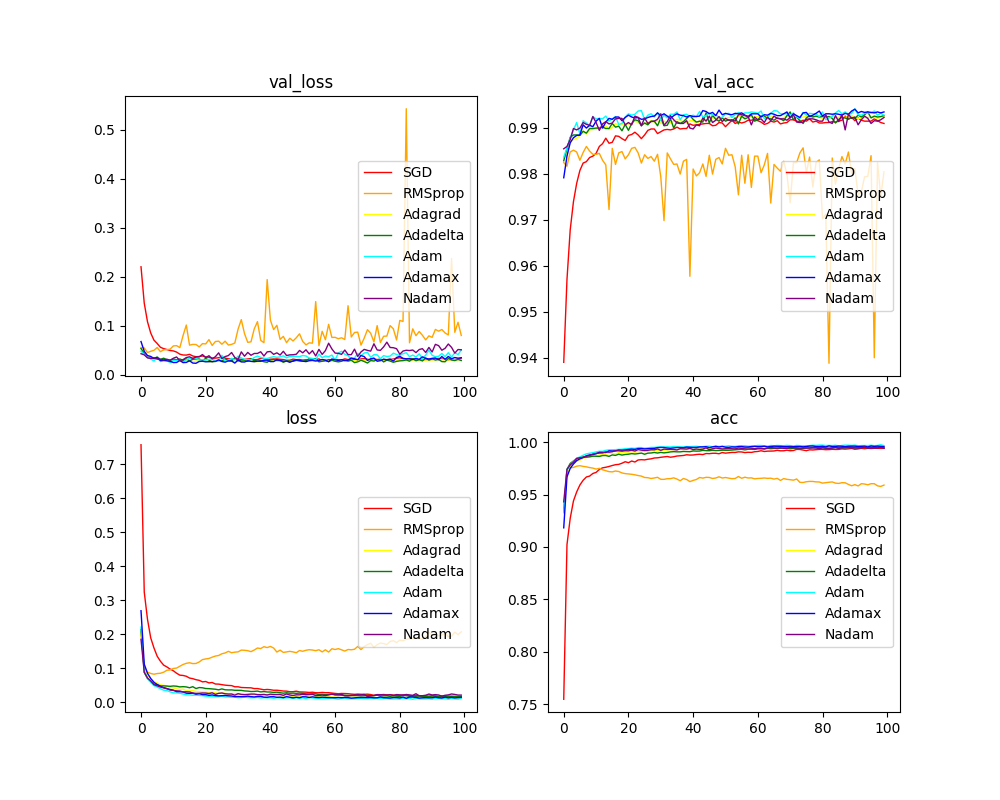 val_loss
0.5
0.4
0.3
0.2
0.1
0.0
0 20 40 60 80 100
SGD
RMSprop
Adagrad
Adadelta
Adam
Adamax
Nadam
val_acc
0.99
0.98
0.97
0.96
0.95
0.94
0 20 40 60 80 100
SGD
RMSprop
Adagrad
Adadelta
Adam
Adamax
Nadam
loss
0.7
0.6
0.5
0.4
0.3
0.2
0.1
0.0
0 20 40 60 80 100
SGD
RMSprop
Adagrad
Adadelta
Adam
Adamax
Nadam
acc
1.00
0.95
0.90
0.85
0.80
0.75
0 20 40 60 80 100
SGD
RMSprop
Adagrad
Adadelta
Adam
Adamax
Nadam